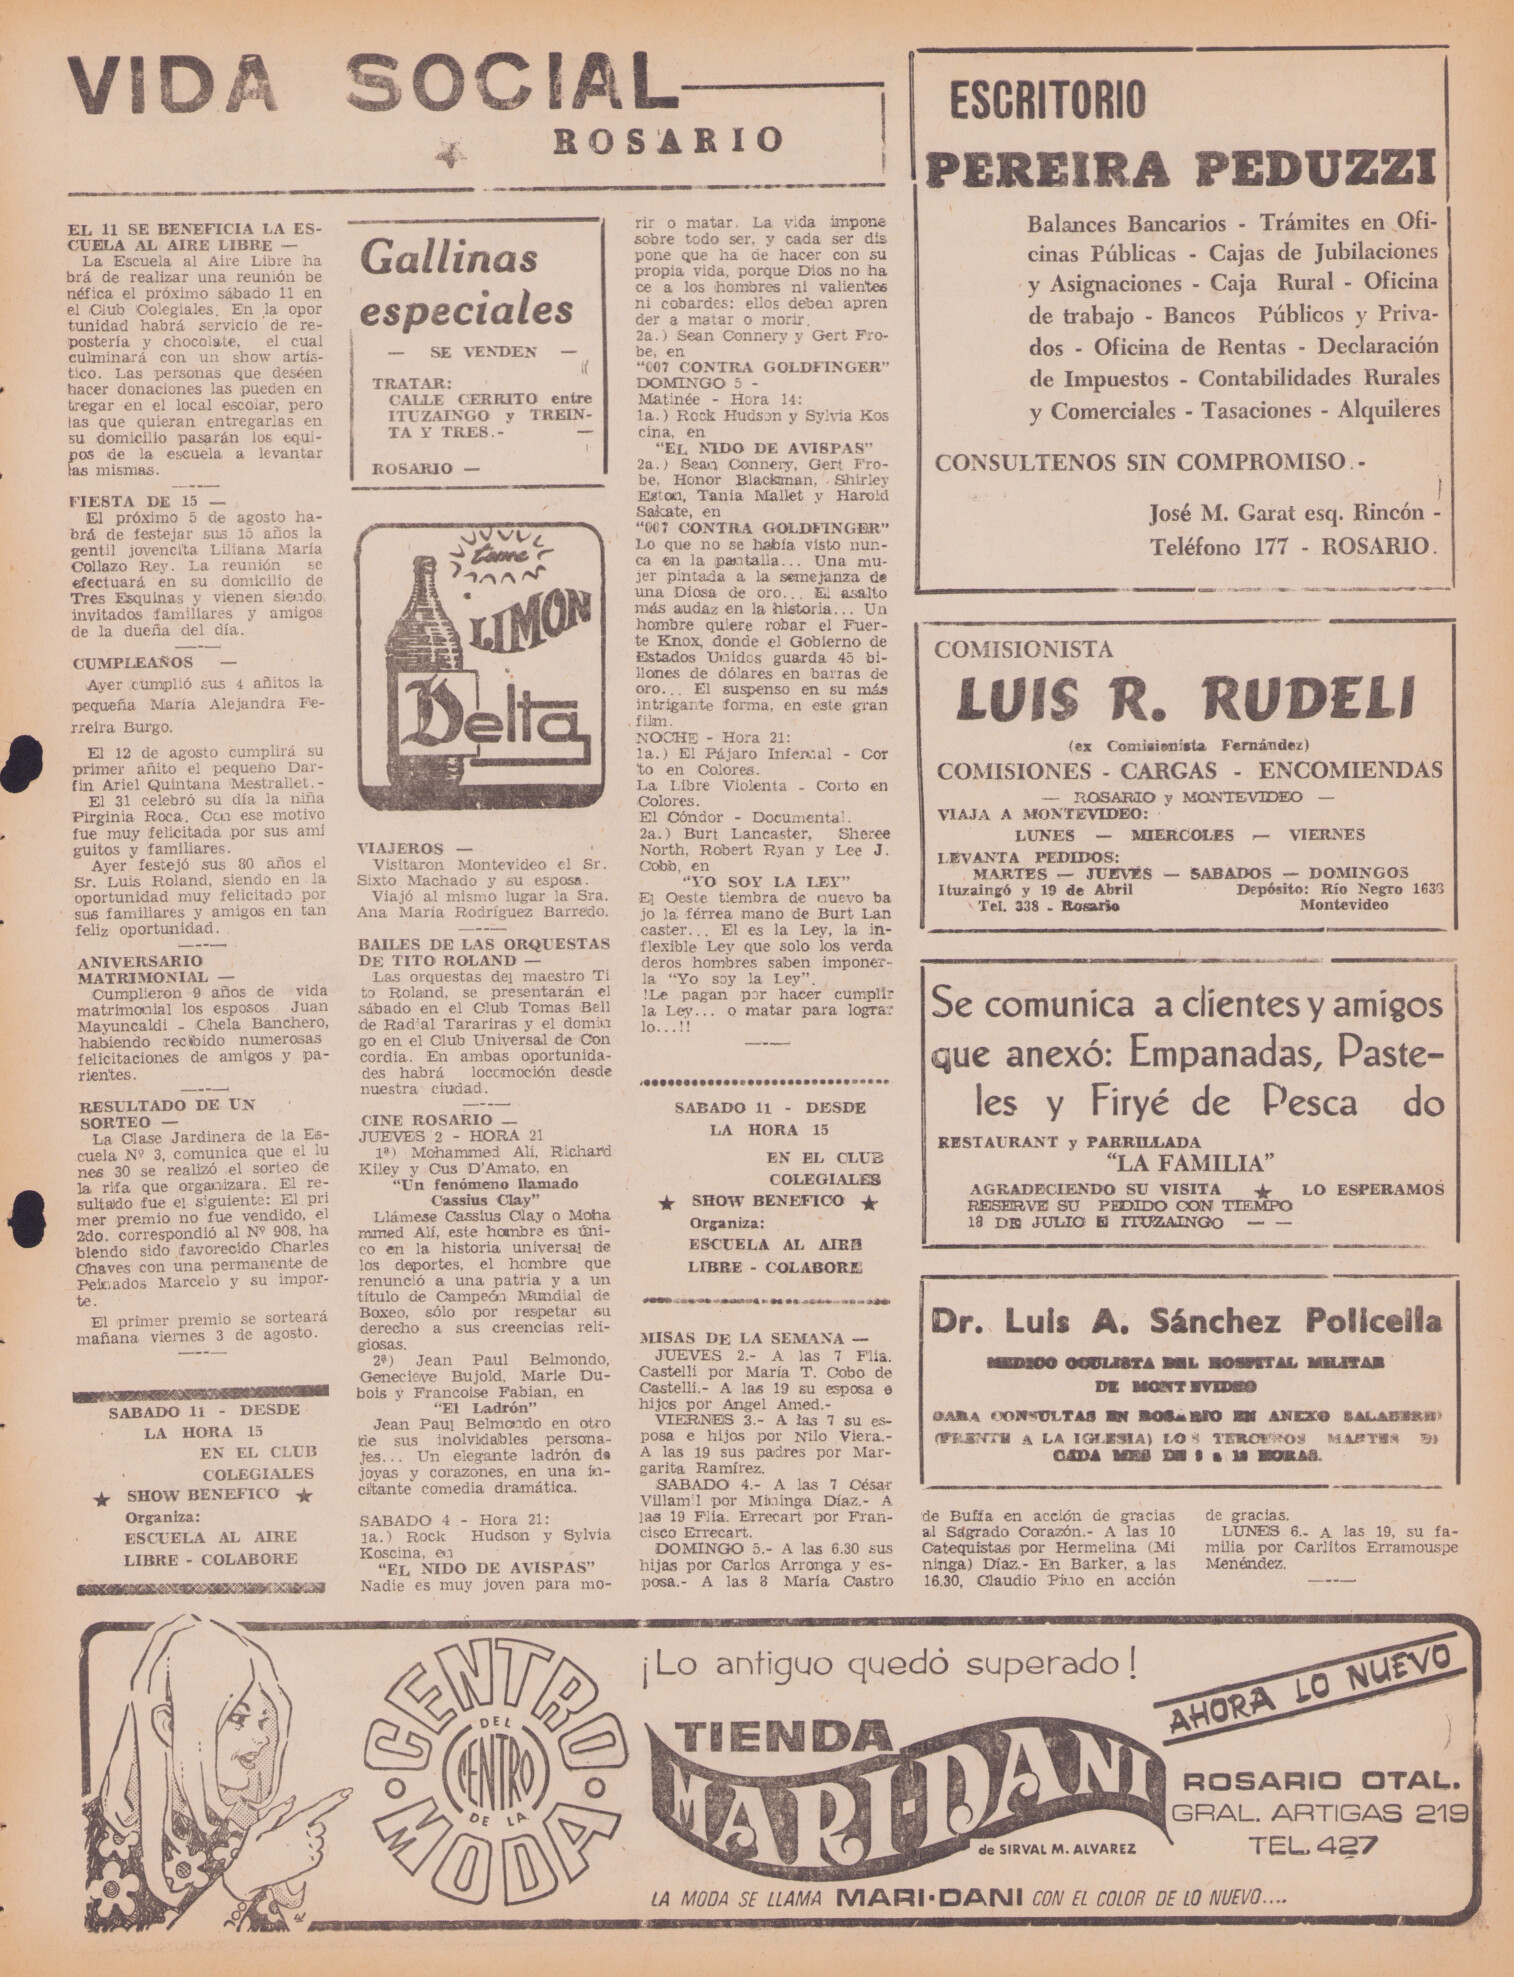 VIDA SOCIAL
ROSARIO
EL 11 SE BENEFICIA LA ES-
CUELA AL AIRE LIBRE —
La Escuela al Aire Libre ha
brá de realizar una reunión be
néfica el próximo sábado 11 en
el Club Colegiales. En la opor
tunidad habrá servicio de re-
postería y chocolate, el cual
culminará con un show artís-
tico. Las personas que deséen
hacer donaciones las pueden en
tregar en el local escolar, pero
las que quieran entregarlas en
su domicilio pasarán los equi-
pos de la escuela a levantar
las mismas.
FIESTA DE 15 —
El próximo 5 de agosto ha-
brá de festejar sus 15 años la
gentil jovencita Liliana María
Collazo Rey. La reunión se
efectuará en su domicilio de
Tres Esquinas y vienen siendo
invitados familiares y amigos
de la dueña del día.
CUMPLEAÑOS —
Ayer cumplió sus 4 añitos la
pequeña María Alejandra Fe-
rreira Burgo.
El 12 de agosto cumplirá su
primer añito el pequeño Dar-
fin Ariel Quintana Mestrallet.-
El 31 celebró su día la niña
Pirginia Roca. Con ese motivo
fue muy felicitada por sus ami
guitos y familiares.
Ayer festejó sus 80 años el
Sr. Luis Roland, siendo en la
oportunidad muy felicitado por
sus familiares y amigos en tan
feliz oportunidad.
ANIVERSARIO
MATRIMONIAL —
Cumplieron 9 años de vida
matrimonial los esposos Juan
Mayuncaldi - Chela Banchero,
habiendo recibido numerosas
felicitaciones de amigos y pa-
rientes.
RESULTADO DE UN
SORTEO —
La Clase Jardinera de la Es-
cuela Nº 3, comunica que el lu
nes 30 se realizó el sorteo de
la rifa que organizara. El re-
sultado fue el siguiente: El pri
mer premio no fue vendido, el
2do. correspondió al Nº 908, ha
biendo sido favorecido Charles
Chaves con una permanente de
Peinados Marcelo y su impor-
te.
El primer premio se sorteará
mañana viernes 3 de agosto.
SABADO 11 - DESDE
LA HORA 15
EN EL CLUB
COLEGIALES
★ SHOW BENEFICO ★
Organiza:
ESCUELA AL AIRE
LIBRE - COLABORE
Gallinas
especiales
— SE VENDEN —
TRATAR:
CALLE CERRITO entre
ITUZAINGO y TREIN-
TA Y TRES.- —
ROSARIO —
tome
LIMON
Delta
VIAJEROS —
Visitaron Montevideo el Sr.
Sixto Machado y su esposa.
Viajó al mismo lugar la Sra.
Ana María Rodríguez Barredo.
BAILES DE LAS ORQUESTAS
DE TITO ROLAND —
Las orquestas del maestro Ti
to Roland, se presentarán el
sábado en el Club Tomas Bell
de Radial Tarariras y el domin
go en el Club Universal de Con
cordia. En ambas oportunida-
des habrá locomoción desde
nuestra ciudad.
CINE ROSARIO —
JUEVES 2 - HORA 21
1ª) Mohammed Alí, Richard
Kiley y Cus D'Amato, en
"Un fenómeno llamado
Cassius Clay"
Llámese Cassius Clay o Moha
mmed Alí, este hombre es úni-
co en la historia universal de
los deportes, el hombre que
renunció a una patria y a un
título de Campeón Mundial de
Boxeo, sólo por respetar su
derecho a sus creencias reli-
giosas.
2ª) Jean Paul Belmondo,
Genevieve Bujold, Marie Du-
bois y Francoise Fabian, en
"El Ladrón"
Jean Paul Belmondo en otro
de sus inolvidables persona-
jes... Un elegante ladrón de
joyas y corazones, en una in-
citante comedia dramática.
SABADO 4 - Hora 21:
1a.) Rock Hudson y Sylvia
Koscina, en
"EL NIDO DE AVISPAS"
Nadie es muy joven para mo-
rir o matar. La vida impone
sobre todo ser, y cada ser dis
pone que ha de hacer con su
propia vida, porque Dios no ha
ce a los hombres ni valientes
ni cobardes: ellos deben apren
der a matar o morir.
2a.) Sean Connery y Gert Fro-
be, en
"007 CONTRA GOLDFINGER"
DOMINGO 5 -
Matinée - Hora 14:
1a.) Rock Hudson y Sylvia Kos
cina, en
"EL NIDO DE AVISPAS"
2a.) Sean Connery, Gert Fro-
be, Honor Blackman, Shirley
Eston, Tania Mallet y Harold
Sakate, en
"007 CONTRA GOLDFINGER"
Lo que no se había visto nun-
ca en la pantalla... Una mu-
jer pintada a la semejanza de
una Diosa de oro... El asalto
más audaz en la historia... Un
hombre quiere robar el Fuer-
te Knox, donde el Gobierno de
Estados Unidos guarda 45 bi-
llones de dólares en barras de
oro... El suspenso en su más
intrigante forma, en este gran
film.
NOCHE - Hora 21:
1a.) El Pájaro Infernal - Cor
to en Colores.
La Libre Violenta - Corto en
Colores.
El Cóndor - Documental.
2a.) Burt Lancaster, Sheree
North, Robert Ryan y Lee J.
Cobb, en
"YO SOY LA LEY"
El Oeste tiembra de nuevo ba
jo la férrea mano de Burt Lan
caster... El es la Ley, la in-
flexible Ley que solo los verda
deros hombres saben imponer-
la "Yo soy la Ley".
!Le pagan por hacer cumplir
la Ley... o matar para lograr
lo...!!
SABADO 11 - DESDE
LA HORA 15
EN EL CLUB
COLEGIALES
★ SHOW BENEFICO ★
Organiza:
ESCUELA AL AIRE
LIBRE - COLABORE
MISAS DE LA SEMANA —
JUEVES 2.- A las 7 Flia.
Castelli por María T. Cobo de
Castelli.- A las 19 su esposa e
hijos por Angel Amed.-
VIERNES 3.- A las 7 su es-
posa e hijos por Nilo Viera.-
A las 19 sus padres por Mar-
garita Ramírez.
SABADO 4.- A las 7 César
Villamil por Mininga Díaz.- A
las 19 Flia. Errecart por Fran-
cisco Errecart.
DOMINGO 5.- A las 6.30 sus
hijas por Carlos Arronga y es-
posa.- A las 8 María Castro
de Buffa en acción de gracias
al Sagrado Corazón.- A las 10
Catequistas por Hermelina (Mi
ninga) Díaz.- En Barker, a las
16.30, Claudio Pino en acción
de gracias.
LUNES 6.- A las 19, su fa-
milia por Carlitos Erramouspe
Menéndez.
ESCRITORIO
PEREIRA PEDUZZI
Balances Bancarios - Trámites en Ofi-
cinas Públicas - Cajas de Jubilaciones
y Asignaciones - Caja Rural - Oficina
de trabajo - Bancos Públicos y Priva-
dos - Oficina de Rentas - Declaración
de Impuestos - Contabilidades Rurales
y Comerciales - Tasaciones - Alquileres
CONSULTENOS SIN COMPROMISO.-
José M. Garat esq. Rincón -
Teléfono 177 - ROSARIO.
COMISIONISTA
LUIS R. RUDELI
(ex Comisionista Fernández)
COMISIONES - CARGAS - ENCOMIENDAS
— ROSARIO y MONTEVIDEO —
VIAJA A MONTEVIDEO:
LUNES — MIERCOLES — VIERNES
LEVANTA PEDIDOS:
MARTES — JUEVES — SABADOS — DOMINGOS
Ituzaingó y 19 de Abril Depósito: Río Negro 1633
Tel. 338 - Rosario Montevideo
Se comunica a clientes y amigos
que anexó: Empanadas, Paste-
les y Firyé de Pesca do
RESTAURANT y PARRILLADA
"LA FAMILIA"
AGRADECIENDO SU VISITA ★ LO ESPERAMOS
RESERVE SU PEDIDO CON TIEMPO
18 DE JULIO E ITUZAINGO — —
Dr. Luis A. Sánchez Policella
MEDICO OCULISTA DEL HOSPITAL MILITAR
DE MONTEVIDEO
PARA CONSULTAS EN ROSARIO EN ANEXO
(FRENTE A LA IGLESIA) LOS TERCEROS MARTES
CADA MES DE 9 a HORAS.
CENTRO
DEL
CENTRO
DE LA
MODA
¡Lo antiguo quedó superado!
AHORA LO NUEVO
TIENDA
MARI-DANI
de SIRVAL M. ALVAREZ
ROSARIO OTAL.
GRAL. ARTIGAS 219
TEL. 427
LA MODA SE LLAMA MARI-DANI CON EL COLOR DE LO NUEVO....